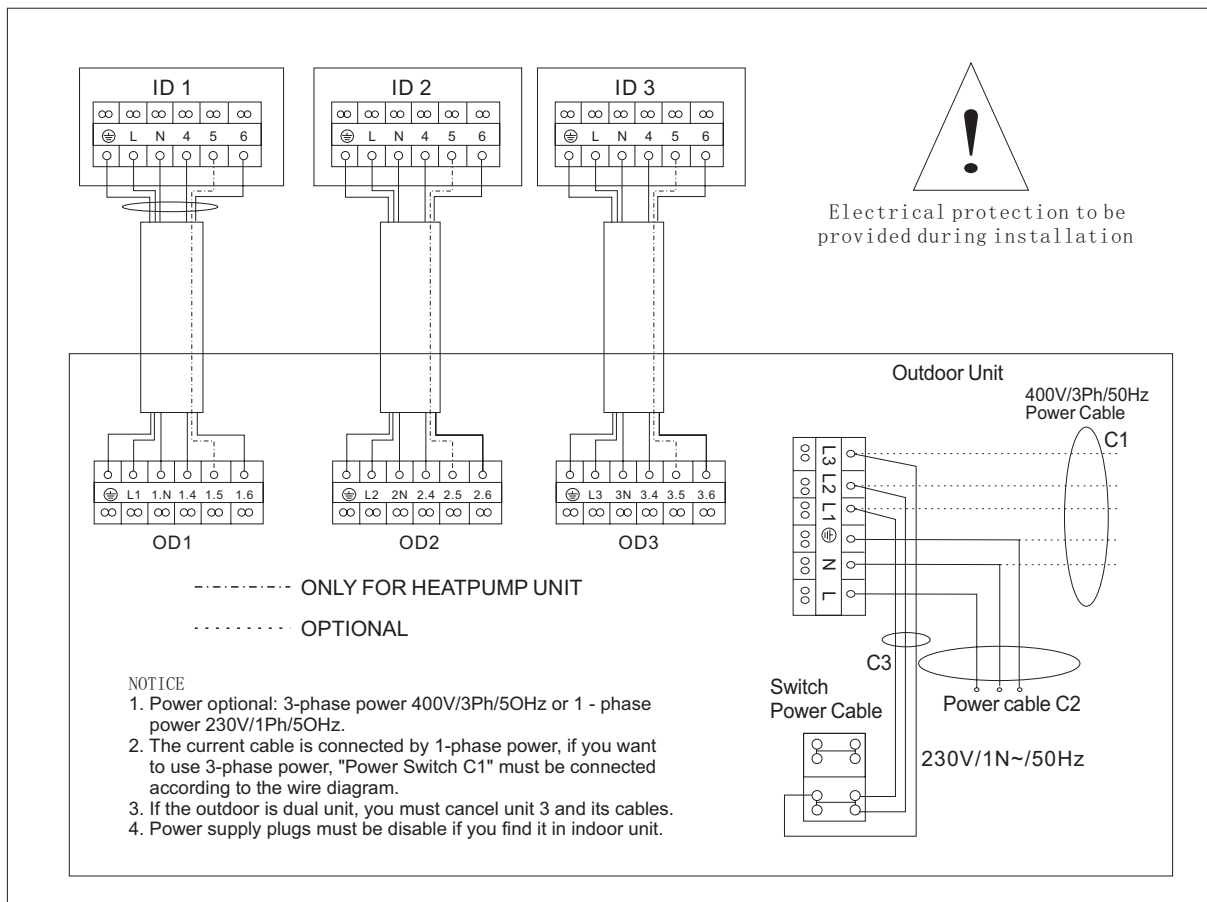 ID 1
ID 2
ID 3
L N 4 5 6
L N 4 5 6
L N 4 5 6
Electrical protection to be
provided during installation
Outdoor Unit
400V/3Ph/50Hz
Power Cable
C1
L3
L2
L1
N
L
L1 1.N 1.4 1.5 1.6
L2 2N 2.4 2.5 2.6
L3 3N 3.4 3.5 3.6
OD1
OD2
OD3
ONLY FOR HEATPUMP UNIT
OPTIONAL
C3
Switch
Power Cable
Power cable C2
230V/1N~/50Hz
NOTICE
1. Power optional: 3-phase power 400V/3Ph/5OHz or 1 - phase
power 230V/1Ph/5OHz.
2. The current cable is connected by 1-phase power, if you want
to use 3-phase power, "Power Switch C1" must be connected
according to the wire diagram.
3. If the outdoor is dual unit, you must cancel unit 3 and its cables.
4. Power supply plugs must be disable if you find it in indoor unit.